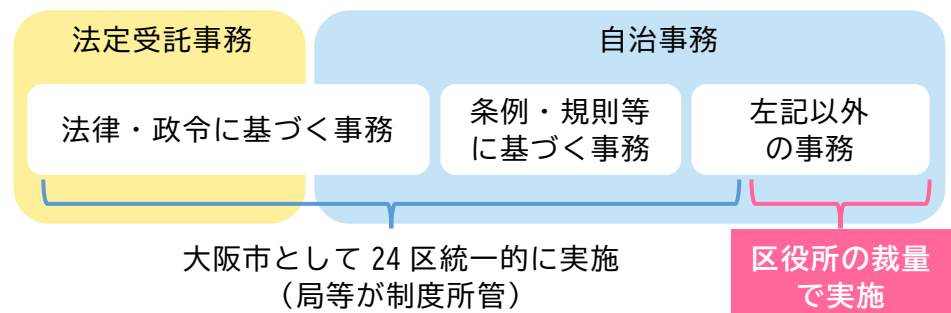 法定受託事務
自治事務
法律・政令に基づく事務
条例・規則等
に基づく事務
左記以外
の事務
大阪市として 24 区統一的に実施
（局等が制度所管）
区役所の裁量
で実施